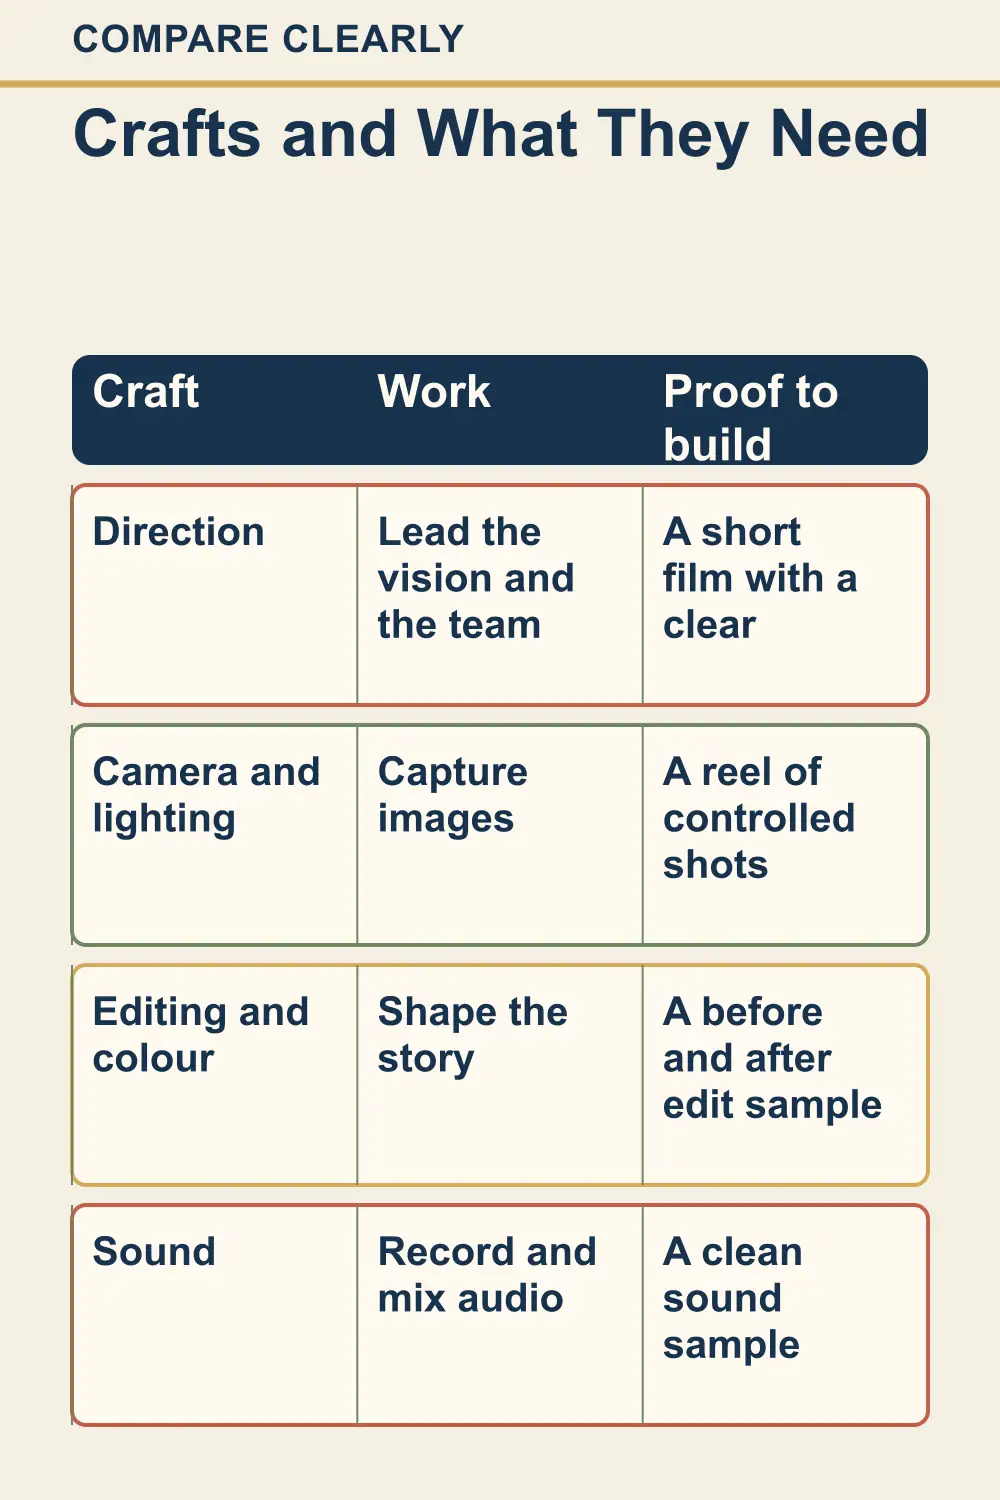 COMPARE CLEARLY
Crafts and What They Need
Craft
Work
Proof to
build
Direction
Lead the
vision and
the team
A short
film with a
clear
Camera and
lighting
Capture
images
A reel of
controlled
shots
Editing and
colour
Shape the
story
A before
and after
edit sample
Sound
Record and
mix audio
A clean
sound
sample